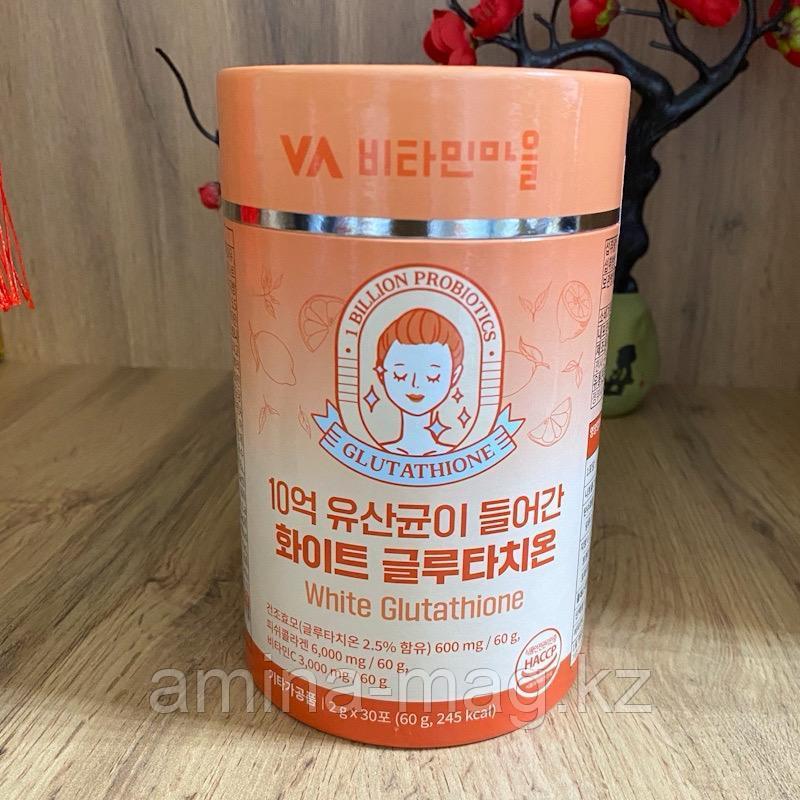 VA 비타민마을
· 1 BILLION PROBIOTICS ·
GLUTATHIONE
10억 유산균이 들어간
화이트 글루타치온
White Glutathione
건조효모(글루타치온 2.5% 함유) 600 mg / 60 g,
피쉬콜라겐 6,000 mg / 60 g,
비타민C 3,000 mg / 60 g
기타가공품 2 g x 30포 (60 g, 245 kcal)
HACCP
amina-mag.kz